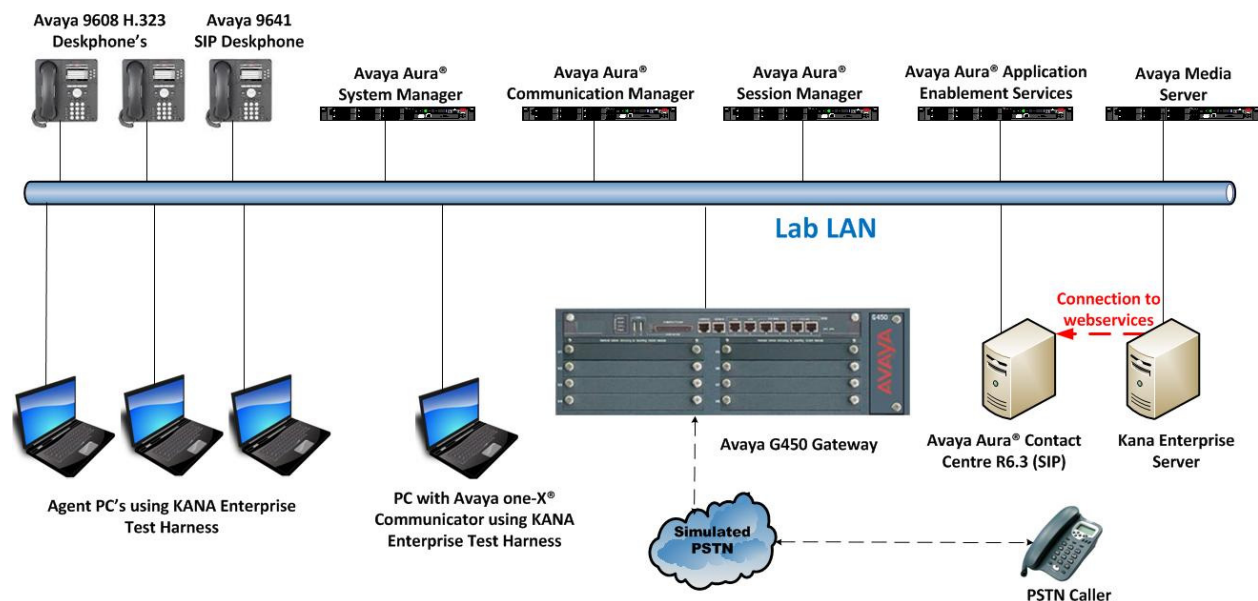 Avaya 9608 H.323
Deskphone's
Avaya 9641
SIP Deskphone
Avaya Aura®
System Manager
Avaya Aura®
Communication Manager
Avaya Aura®
Session Manager
Avaya Aura® Application
Enablement Services
Avaya Media
Server
Lab LAN
Connection to
webservices
G450
AVAYA
Avaya G450 Gateway
Avaya Aura® Contact
Centre R6.3 (SIP)
Kana Enterprise
Server
Agent PC's using KANA Enterprise
Test Harness
PC with Avaya one-X®
Communicator using KANA
Enterprise Test Harness
Simulated
PSTN
PSTN Caller